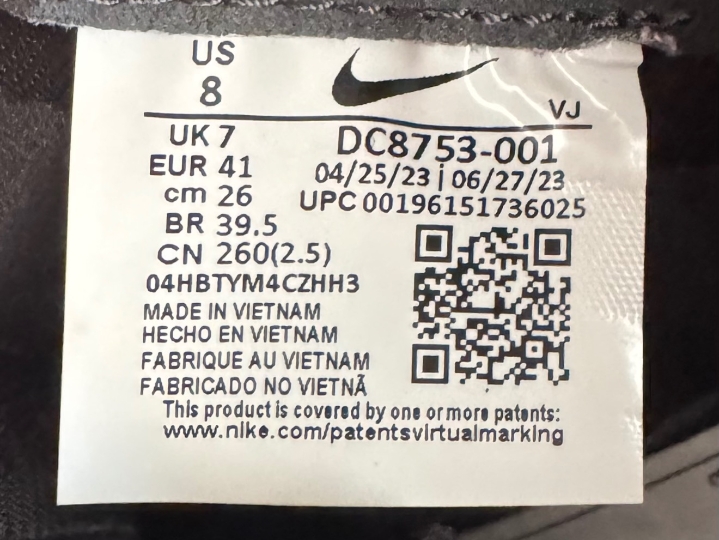 US
8
VJ
UK 7
EUR 41
cm 26
BR 39.5
CN 260(2.5)
DC8753-001
04/25/23 | 06/27/23
UPC 00196151736025
04HBTYM4CZHH3
MADE IN VIETNAM
HECHO EN VIETNAM
FABRIQUE AU VIETNAM
FABRICADO NO VIETNÃ
This product is covered by one or more patents:
www.nike.com/patentsvirtualmarking